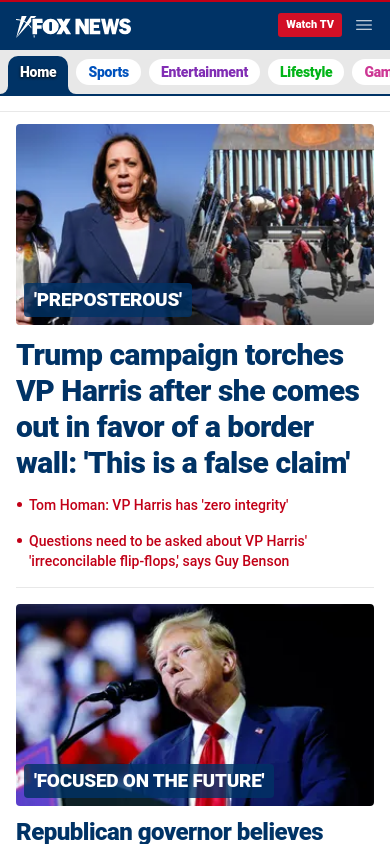 FOX NEWS
Watch TV
Home
Sports
Entertainment
Lifestyle
Gam
'PREPOSTEROUS'
Trump campaign torches
VP Harris after she comes
out in favor of a border
wall: 'This is a false claim'
• Tom Homan: VP Harris has 'zero integrity'
• Questions need to be asked about VP Harris'
'irreconcilable flip-flops,' says Guy Benson
'FOCUSED ON THE FUTURE'
Republican governor believes